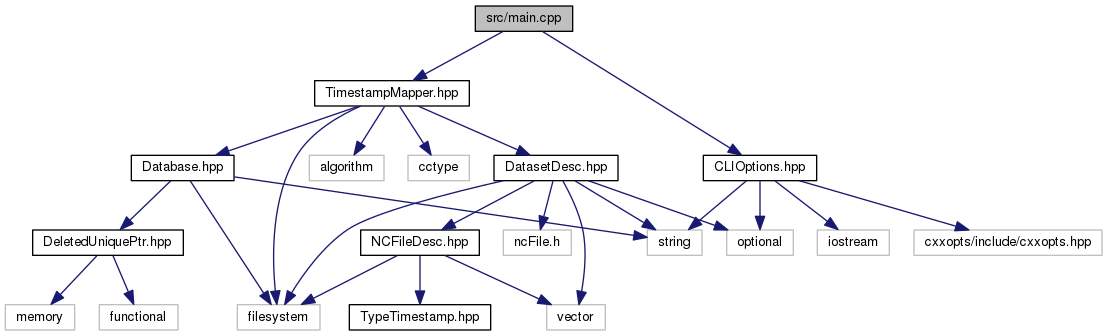 src/main.cpp
TimestampMapper.hpp
Database.hpp
algorithm
cctype
DatasetDesc.hpp
CLIOptions.hpp
DeletedUniquePtr.hpp
NCFileDesc.hpp
ncFile.h
string
optional
iostream
cxxopts/include/cxxopts.hpp
memory
functional
filesystem
TypeTimestamp.hpp
vector